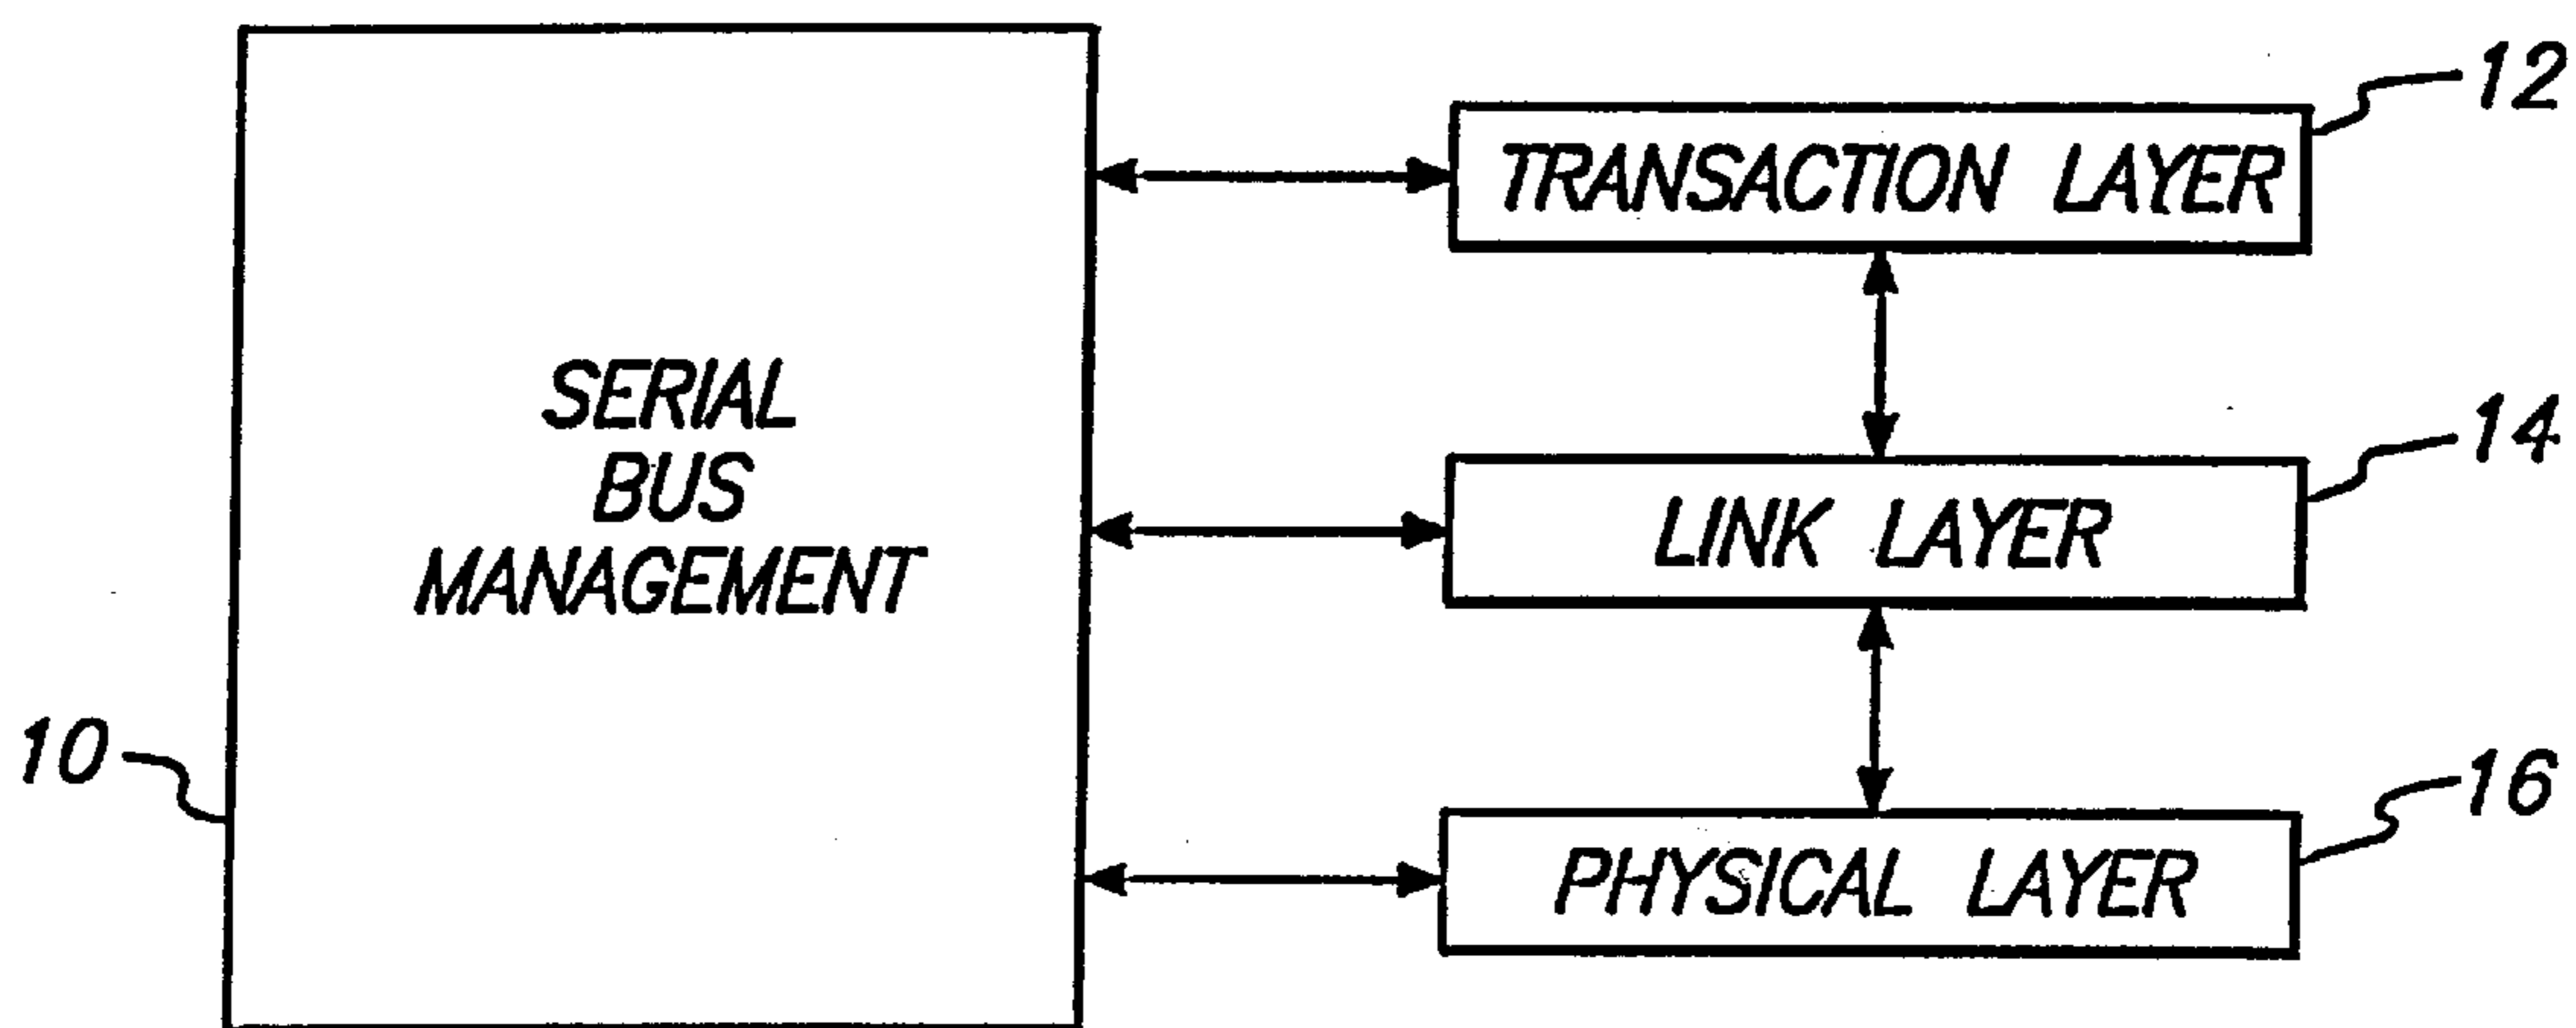 12
TRANSACTION LAYER
SERIAL
BUS
MANAGEMENT
14
LINK LAYER
10
16
PHYSICAL LAYER